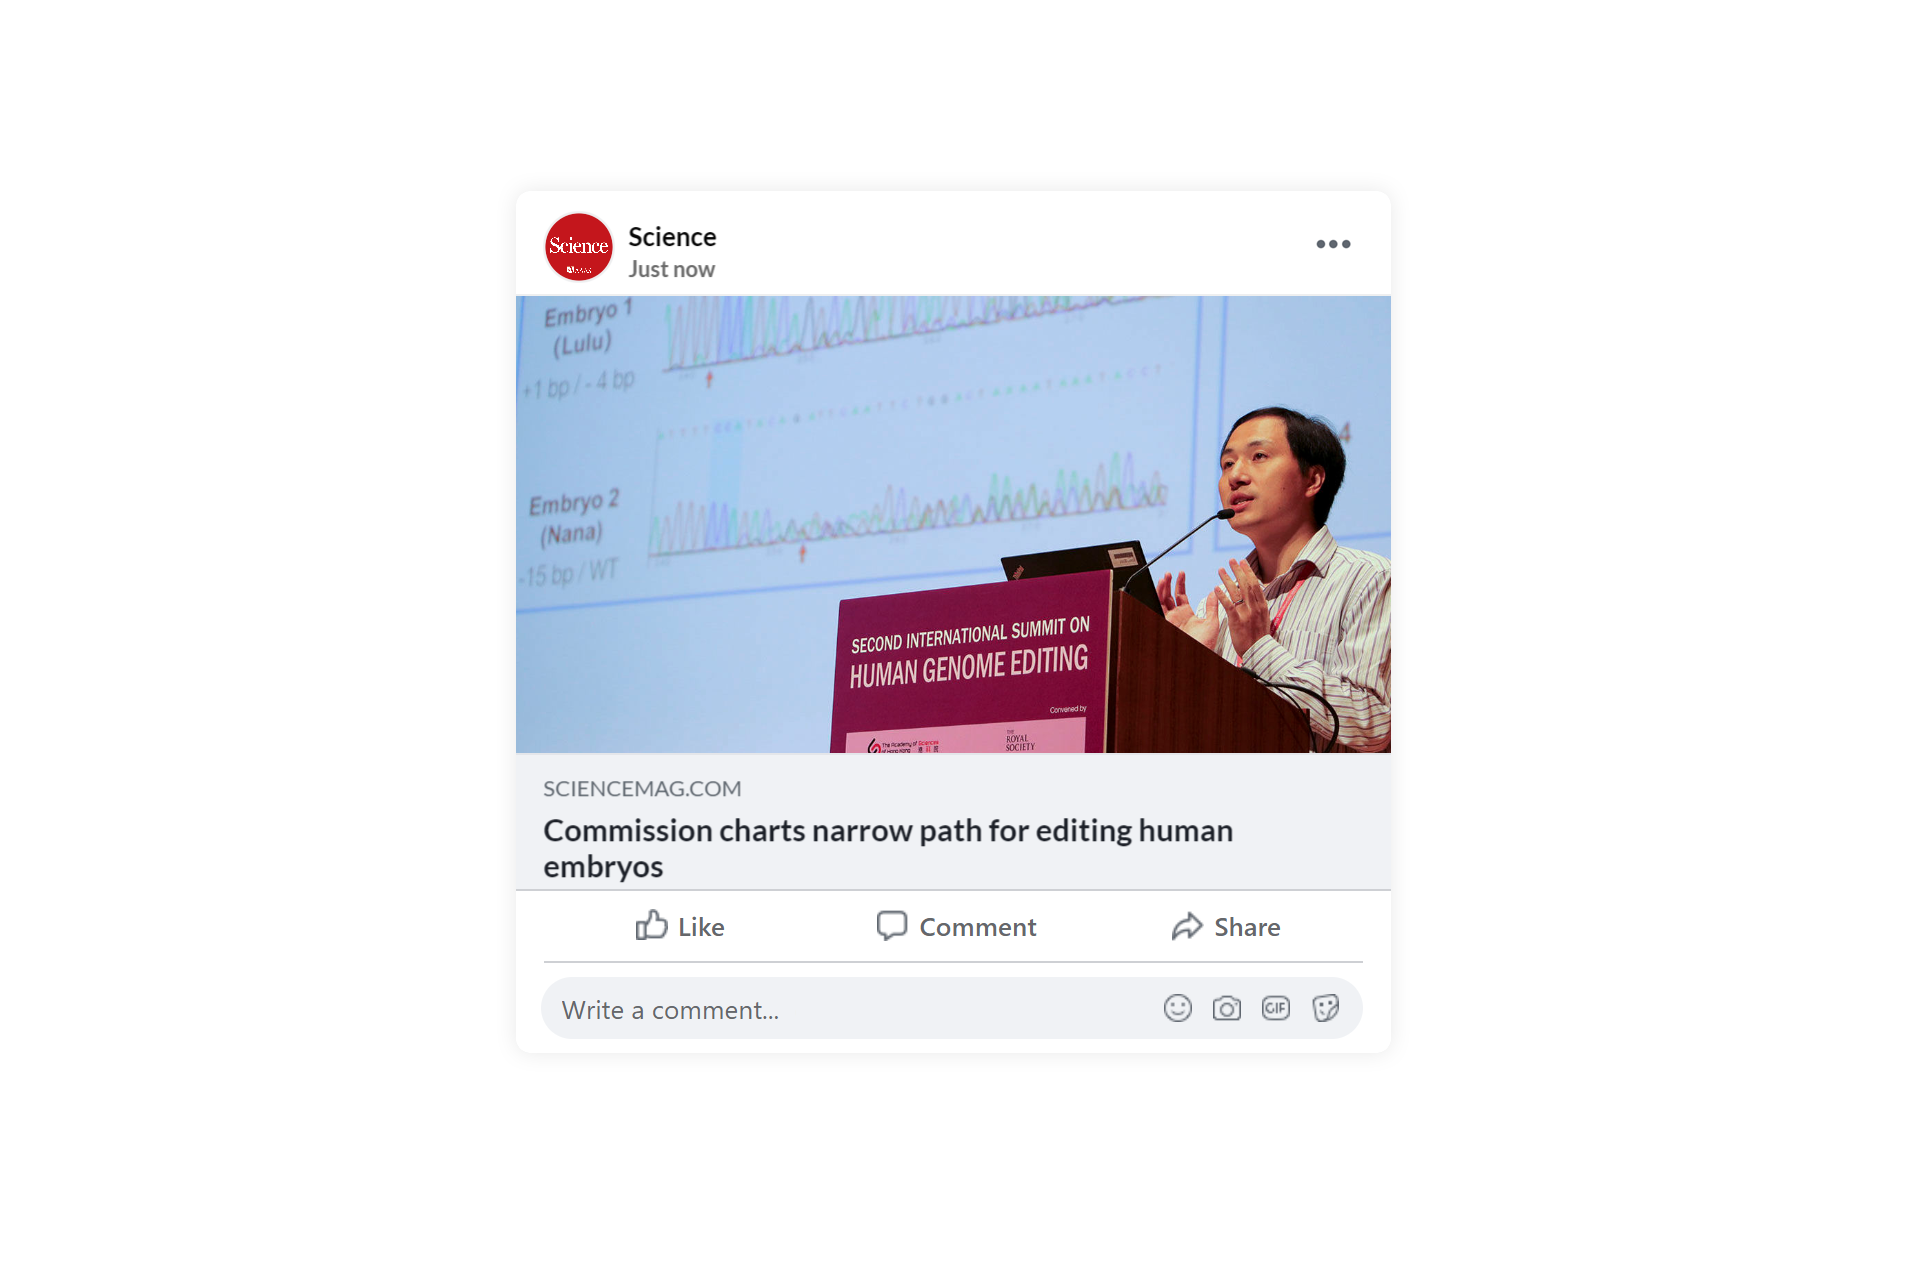 Science
AAAS
Science
Just now
Embryo 1
(Lulu)
+1 bp / - 4 bp
Embryo 2
(Nana)
-15 bp / WT
4
SECOND INTERNATIONAL SUMMIT ON
HUMAN GENOME EDITING
Convened by
The Academy of Sciences
of Hong Kong
THE
ROYAL
SOCIETY
SCIENCEMAG.COM
Commission charts narrow path for editing human
embryos
Like
Comment
Share
Write a comment...
GIF